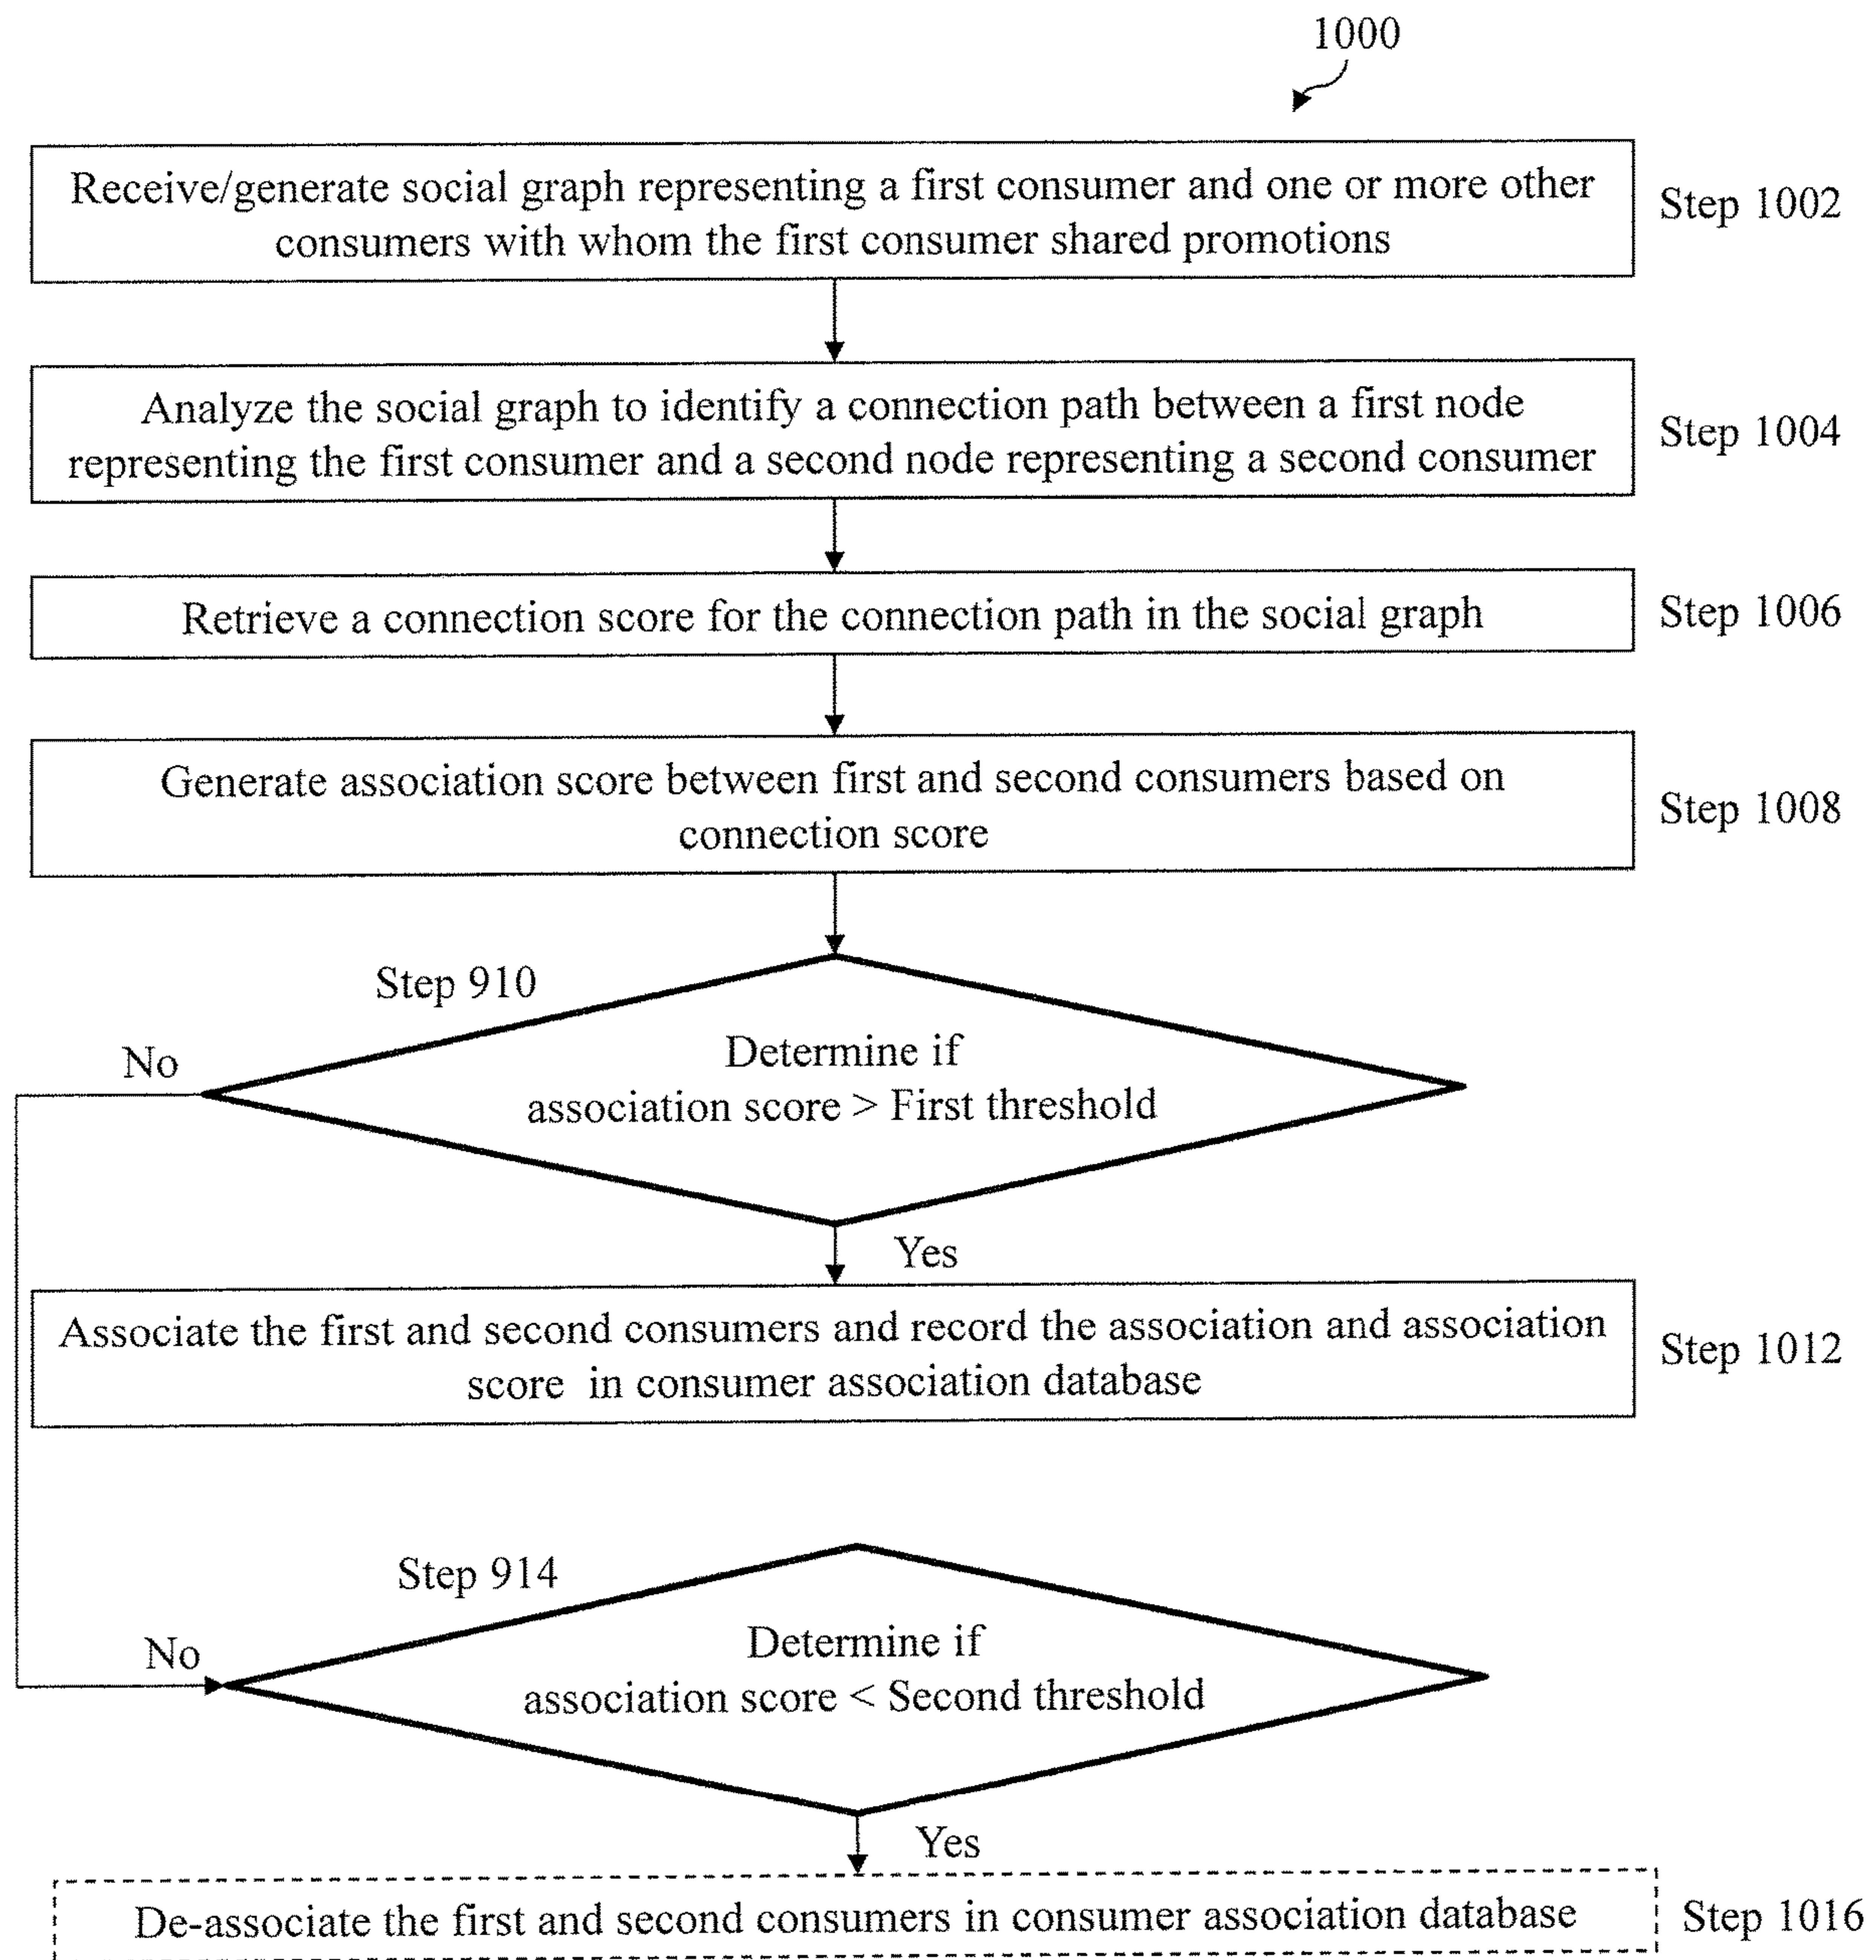 1000
Receive/generate social graph representing a first consumer and one or more other
consumers with whom the first consumer shared promotions
Step 1002
Analyze the social graph to identify a connection path between a first node
representing the first consumer and a second node representing a second consumer
Step 1004
Retrieve a connection score for the connection path in the social graph
Step 1006
Generate association score between first and second consumers based on
connection score
Step 1008
Step 910
No
Determine if
association score > First threshold
Yes
Associate the first and second consumers and record the association and association
score in consumer association database
Step 1012
Step 914
No
Determine if
association score < Second threshold
Yes
De-associate the first and second consumers in consumer association database
Step 1016